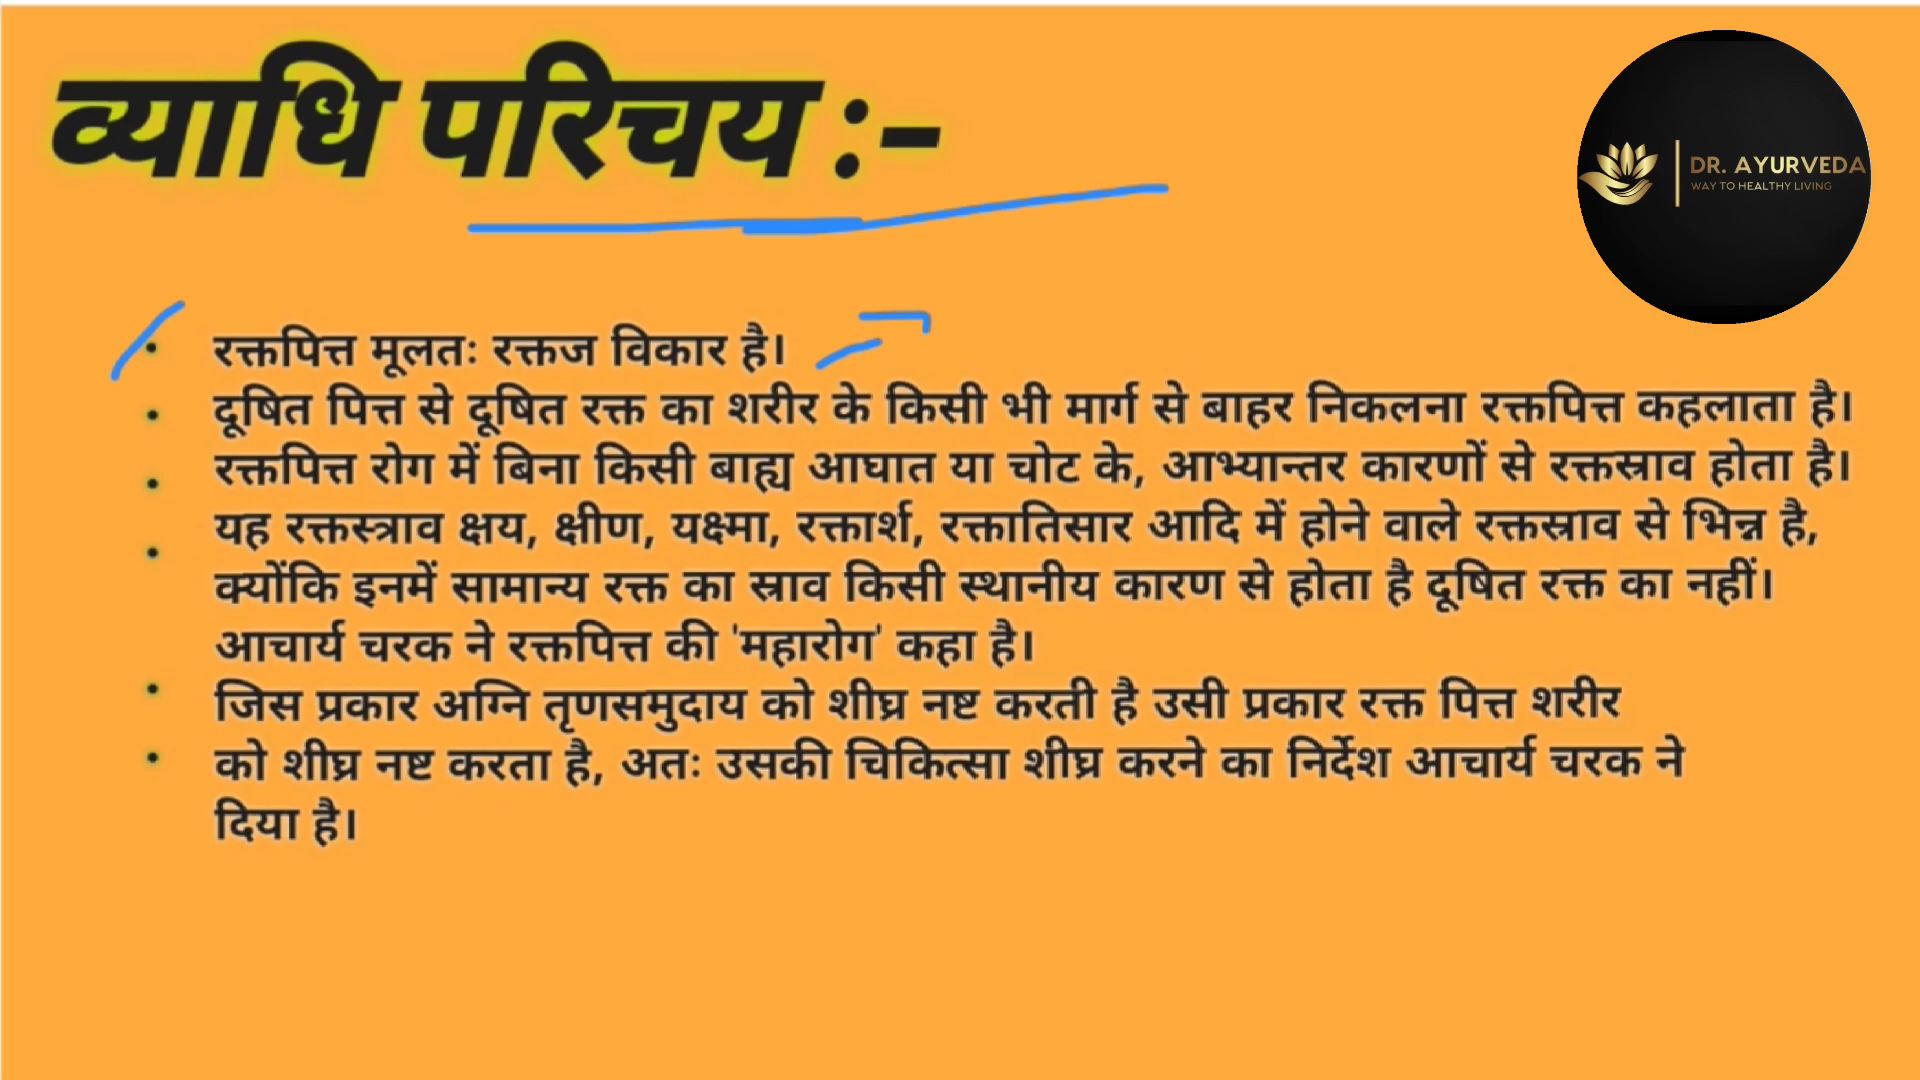 व्याधि परिचय :-
DR. AYURVEDA
WAY TO HEALTHY LIVING
• रक्तपित्त मूलतः रक्तज विकार है।
• दूषित पित्त से दूषित रक्त का शरीर के किसी भी मार्ग से बाहर निकलना रक्तपित्त कहलाता है।
• रक्तपित्त रोग में बिना किसी बाह्य आघात या चोट के, आभ्यान्तर कारणों से रक्तस्राव होता है।
• यह रक्तस्त्राव क्षय, क्षीण, यक्ष्मा, रक्तार्श, रक्तातिसार आदि में होने वाले रक्तस्राव से भिन्न है,
क्योंकि इनमें सामान्य रक्त का स्राव किसी स्थानीय कारण से होता है दूषित रक्त का नहीं।
आचार्य चरक ने रक्तपित्त की 'महारोग' कहा है।
• जिस प्रकार अग्नि तृणसमुदाय को शीघ्र नष्ट करती है उसी प्रकार रक्त पित्त शरीर
• को शीघ्र नष्ट करता है, अतः उसकी चिकित्सा शीघ्र करने का निर्देश आचार्य चरक ने
दिया है।